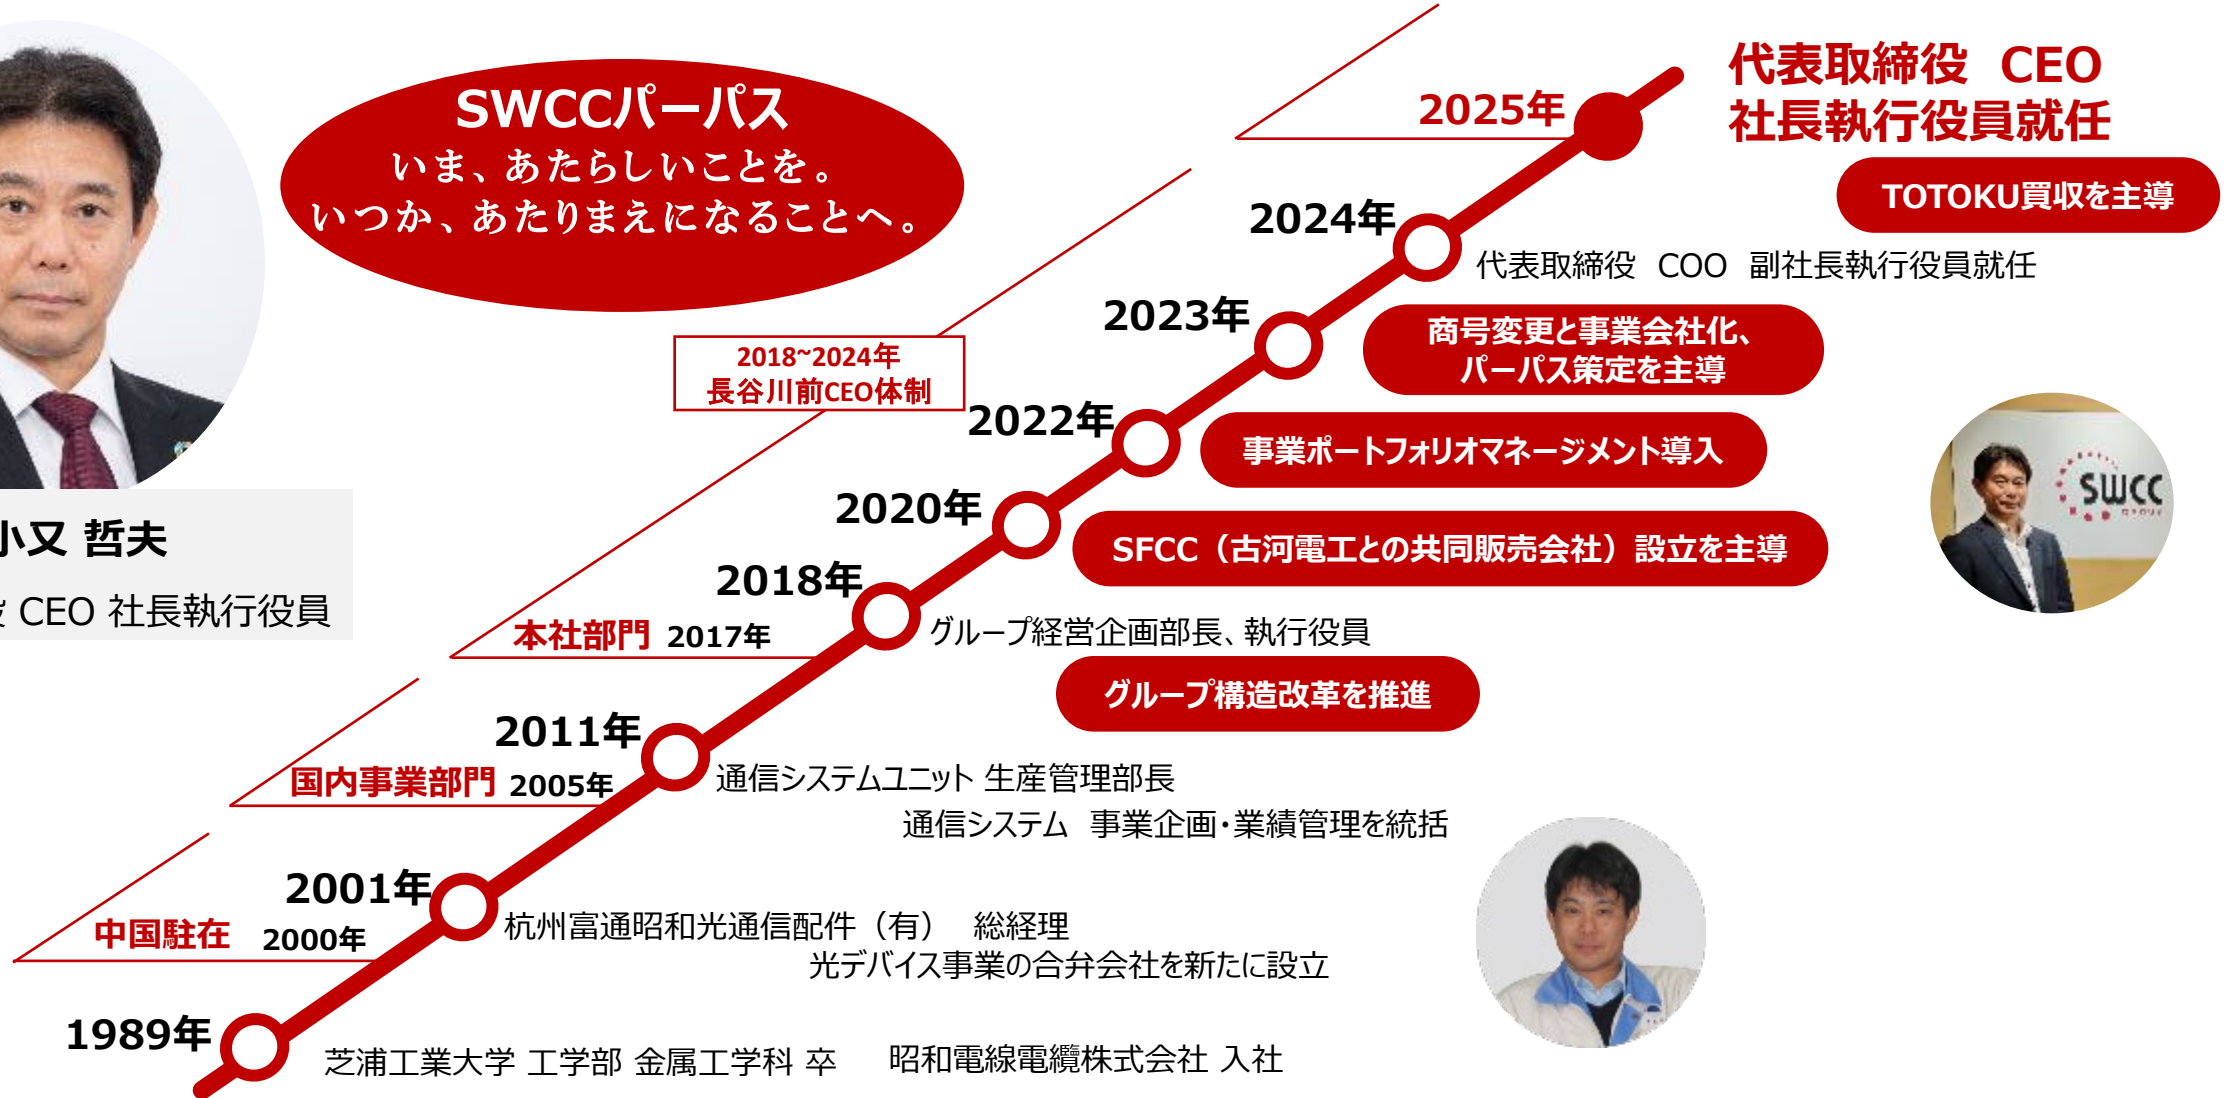 SWCCパーパス
いま、あたらしいことを。
いつか、あたりまえになることへ。
小又 哲夫
CEO 社長執行役員
代表取締役 CEO
社長執行役員就任
2025年
TOTOKU買収を主導
2024年
代表取締役 COO 副社長執行役員就任
2023年
商号変更と事業会社化、
パーパス策定を主導
2018~2024年
長谷川前CEO体制
2022年
事業ポートフォリオマネージメント導入
SWCC
2020年
SFCC（古河電工との共同販売会社）設立を主導
2018年
グループ経営企画部長、執行役員
本社部門 2017年
グループ構造改革を推進
2011年
通信システムユニット 生産管理部長
通信システム 事業企画・業績管理を統括
国内事業部門 2005年
2001年
杭州富通昭和光通信配件（有） 総経理
光デバイス事業の合弁会社を新たに設立
中国駐在 2000年
1989年
芝浦工業大学 工学部 金属工学科 卒 昭和電線電纜株式会社 入社